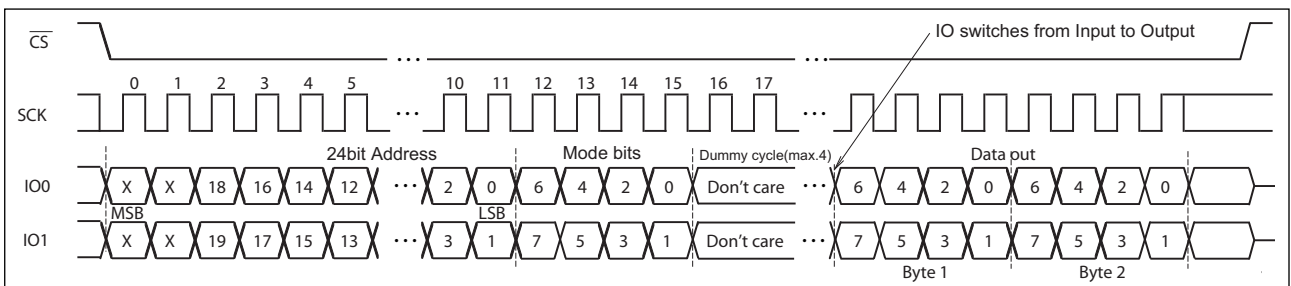 IO switches from Input to Output
CS
0 1 2 3 4 5 10 11 12 13 14 15 16 17
SCK
24bit Address Mode bits Dummy cycle(max.4) Data out
IO0 X X 18 16 14 12 2 0 6 4 2 0 Don't care 6 4 2 0 6 4 2 0
MSB LSB
IO1 X X 19 17 15 13 3 1 7 5 3 1 Don't care 7 5 3 1 7 5 3 1
Byte 1 Byte 2